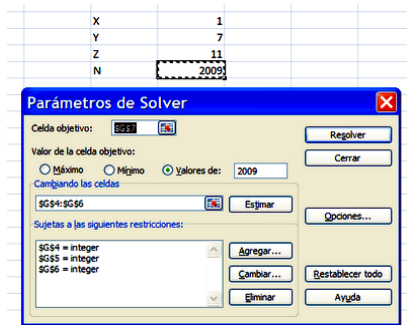 X 1
Y 7
Z 11
N 2009
Parámetros de Solver
Celda objetivo: $G$7
Resolver
Valor de la celda objetivo:
Cerrar
Máximo Mínimo Valores de: 2009
Cambiando las celdas
$G$4:$G$6 Estimar
Opciones...
Sujetas a las siguientes restricciones:
$G$4 = integer
$G$5 = integer
$G$6 = integer
Agregar...
Cambiar... Restablecer todo
Eliminar Ayuda